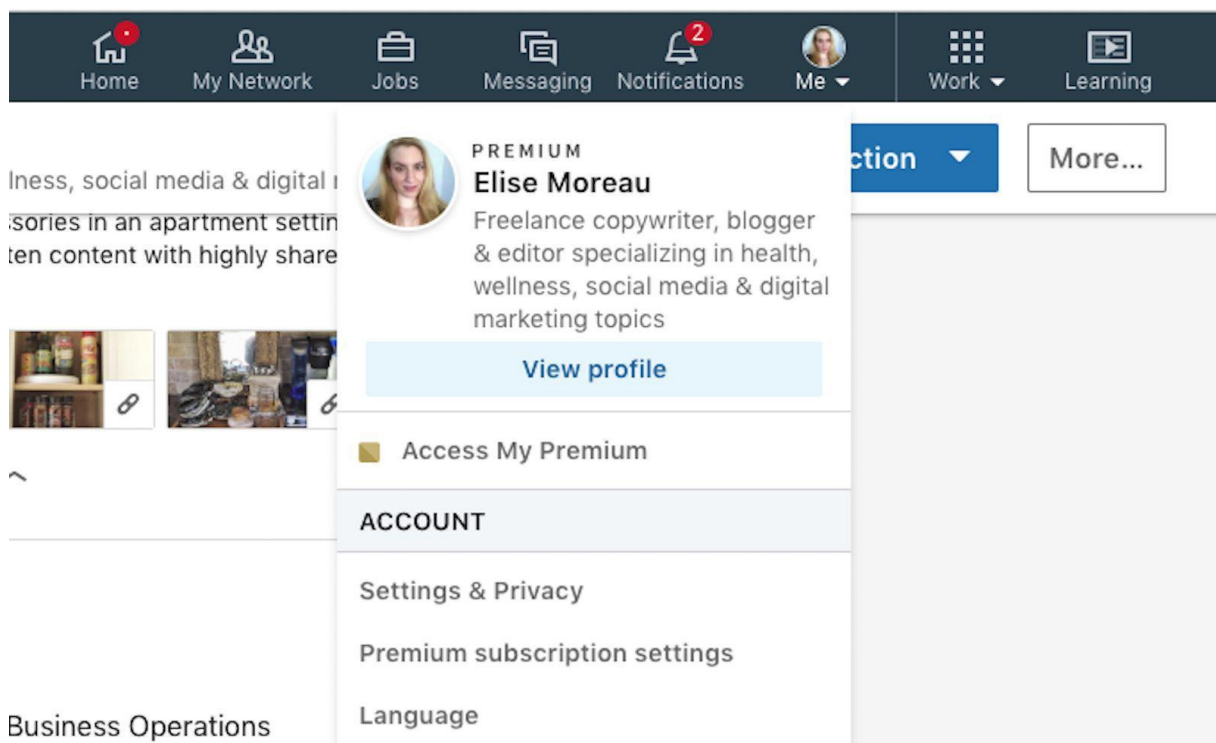 Home
My Network
Jobs
Messaging
2
Notifications
Me
Work
Learning
lness, social media & digital
ssories in an apartment settin
ten content with highly share
PREMIUM
Elise Moreau
Freelance copywriter, blogger
& editor specializing in health,
wellness, social media & digital
marketing topics
View profile
ction
More...
Access My Premium
ACCOUNT
Settings & Privacy
Premium subscription settings
Language
Business Operations